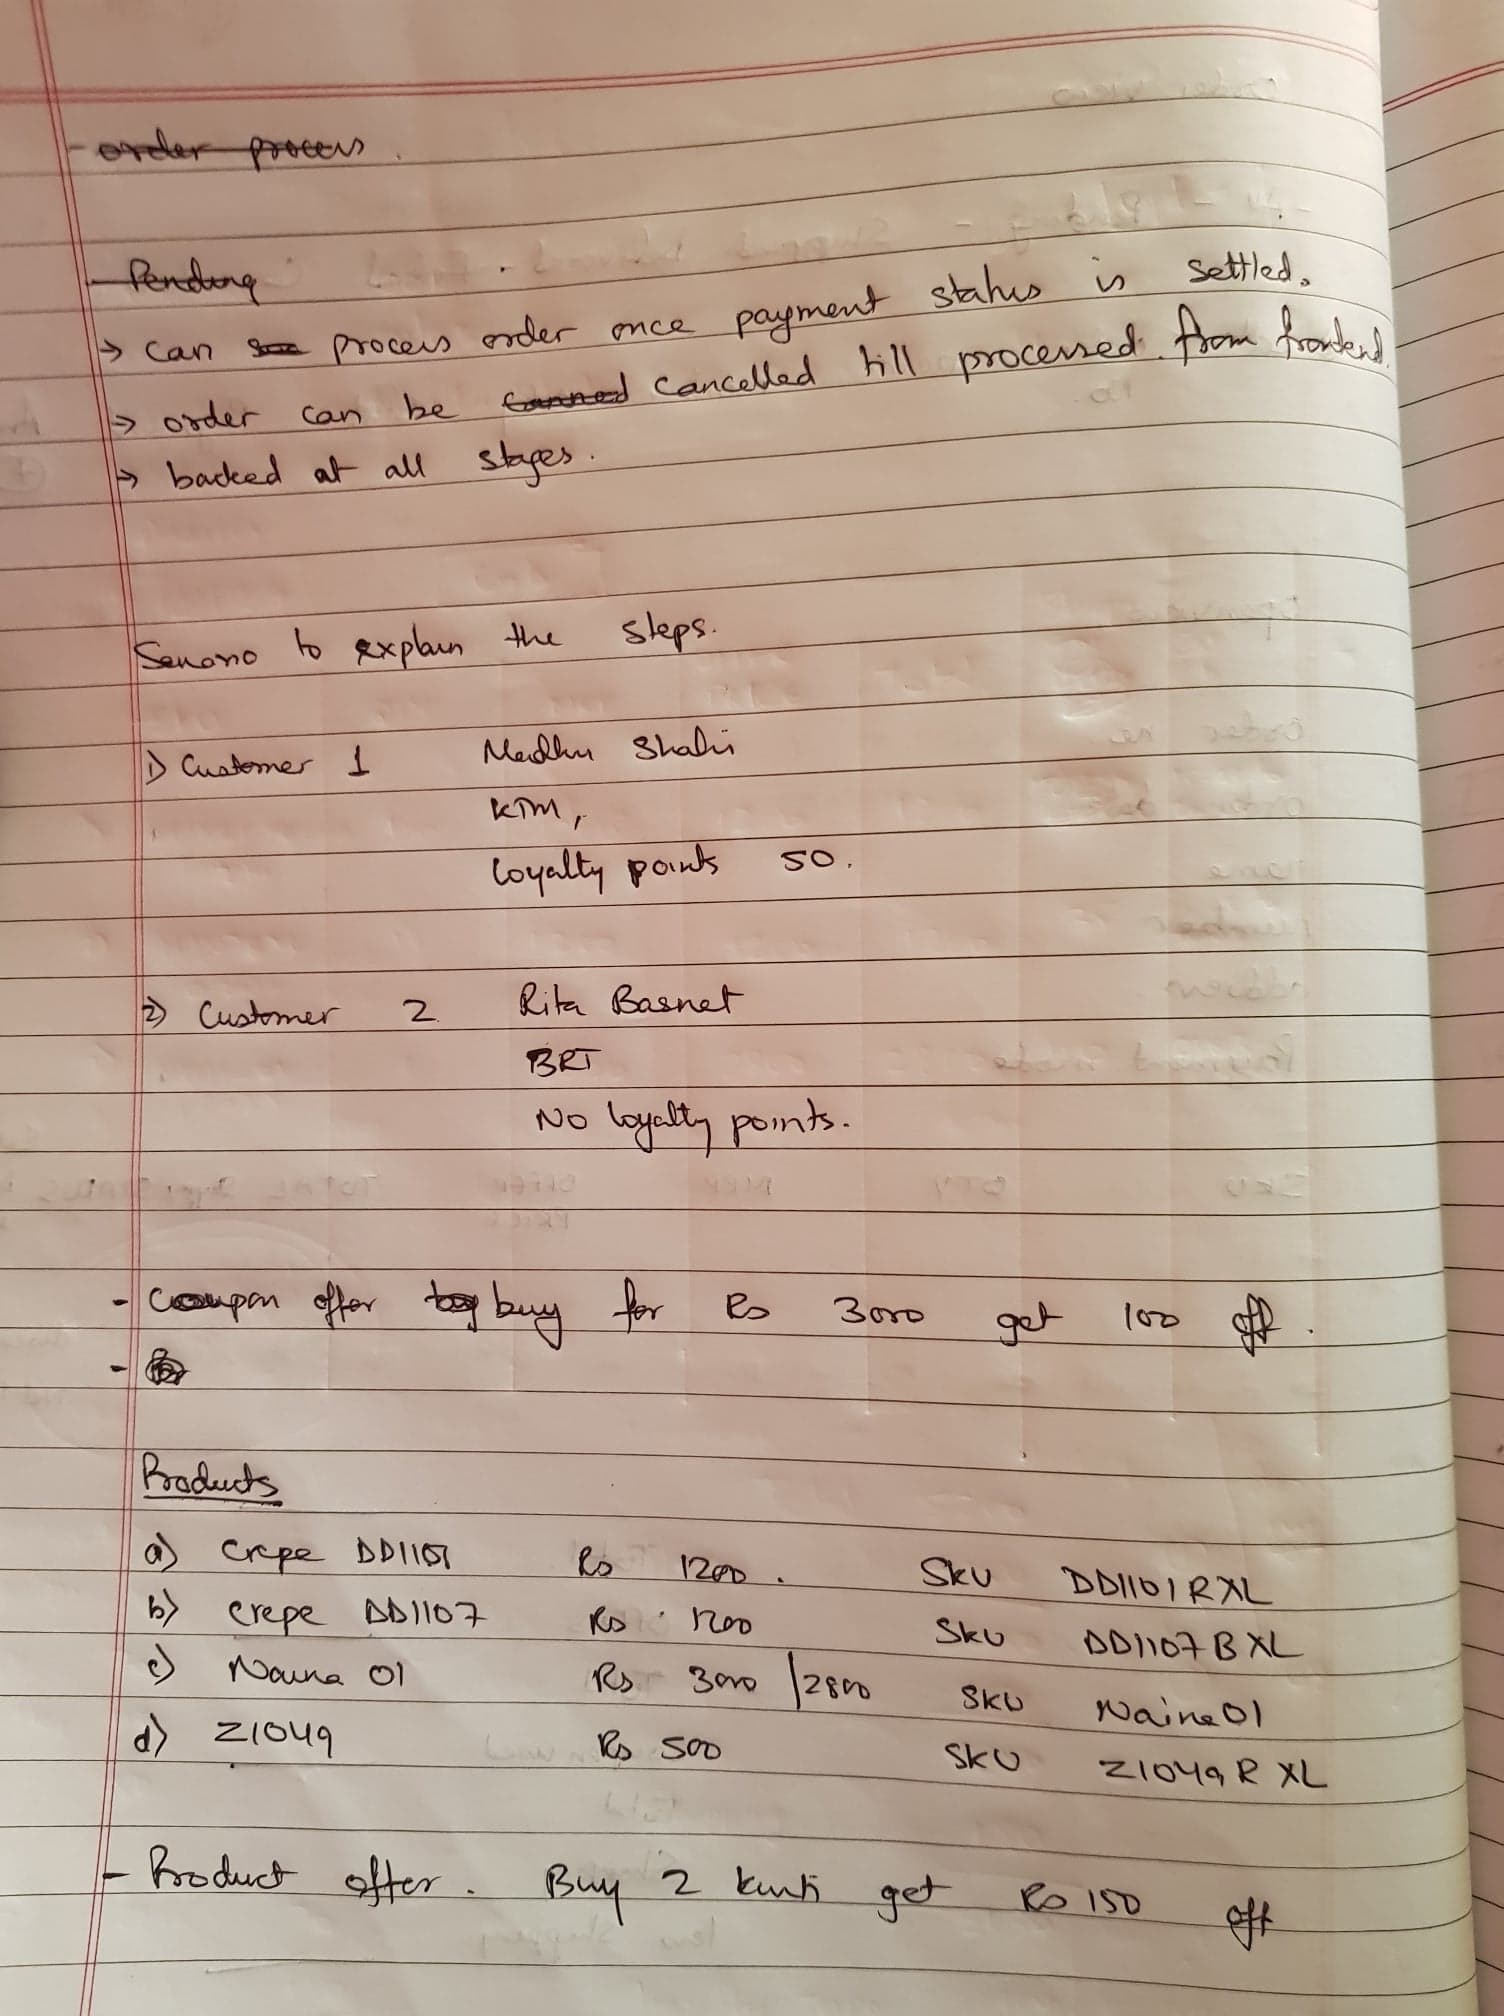 - order process.
- Pending
→ can process order once payment status is settled.
→ order can be canned cancelled till processed. from frontend.
→ backed at all stages.
Senario to explain the steps.
1) Customer 1 Madhu Shahi
KTM,
loyalty points 50.
2) Customer 2 Rita Basnet
BRT
No loyalty points.
- Coupon offer buy for Rs 3000 get 100 off.
-
Products
a) Crepe DD1101 Rs 1200. SKU DD1101RXL
b) crepe DD1107 Rs 1200 SKU DD1107BXL
c) Naina 01 Rs 3000/2800 SKU Naina01
d) Z1049 Rs 500 SKU Z1049RXL
- Product offer. Buy 2 kurti get Rs 150 off